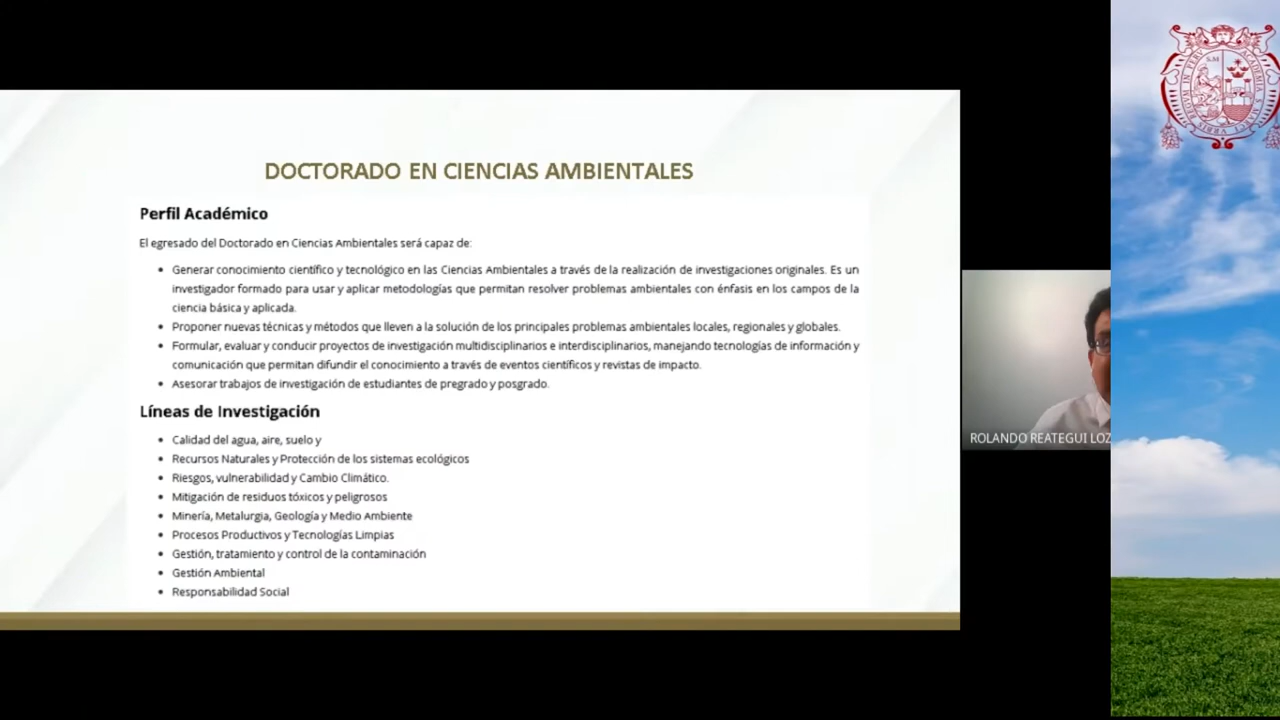 DOCTORADO EN CIENCIAS AMBIENTALES
Perfil Académico
El egresado del Doctorado en Ciencias Ambientales será capaz de:
• Generar conocimiento científico y tecnológico en las Ciencias Ambientales a través de la realización de investigaciones originales. Es un
investigador formado para usar y aplicar metodologías que permitan resolver problemas ambientales con énfasis en los campos de la
ciencia básica y aplicada.
• Proponer nuevas técnicas y métodos que lleven a la solución de los principales problemas ambientales locales, regionales y globales.
• Formular, evaluar y conducir proyectos de investigación multidisciplinarios e interdisciplinarios, manejando tecnologías de información y
comunicación que permitan difundir el conocimiento a través de eventos científicos y revistas de impacto.
• Asesorar trabajos de investigación de estudiantes de pregrado y posgrado.
Líneas de Investigación
• Calidad del agua, aire, suelo y
• Recursos Naturales y Protección de los sistemas ecológicos
• Riesgos, vulnerabilidad y Cambio Climático.
• Mitigación de residuos tóxicos y peligrosos
• Minería, Metalurgia, Geología y Medio Ambiente
• Procesos Productivos y Tecnologías Limpias
• Gestión, tratamiento y control de la contaminación
• Gestión Ambiental
• Responsabilidad Social
ROLANDO REATEGUI LOZ